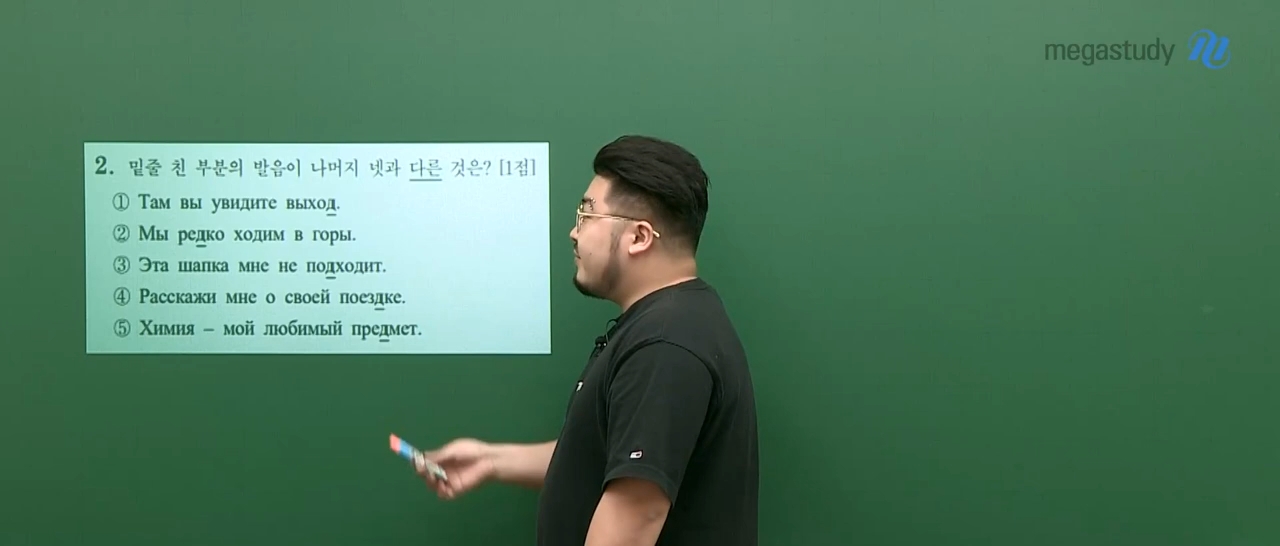 megastudy
2. 밑줄 친 부분의 발음이 나머지 넷과 다른 것은? [1점]
① Там вы увидите выход.
② Мы редко ходим в горы.
③ Эта шапка мне не подходит.
④ Расскажи мне о своей поездке.
⑤ Химия – мой любимый предмет.